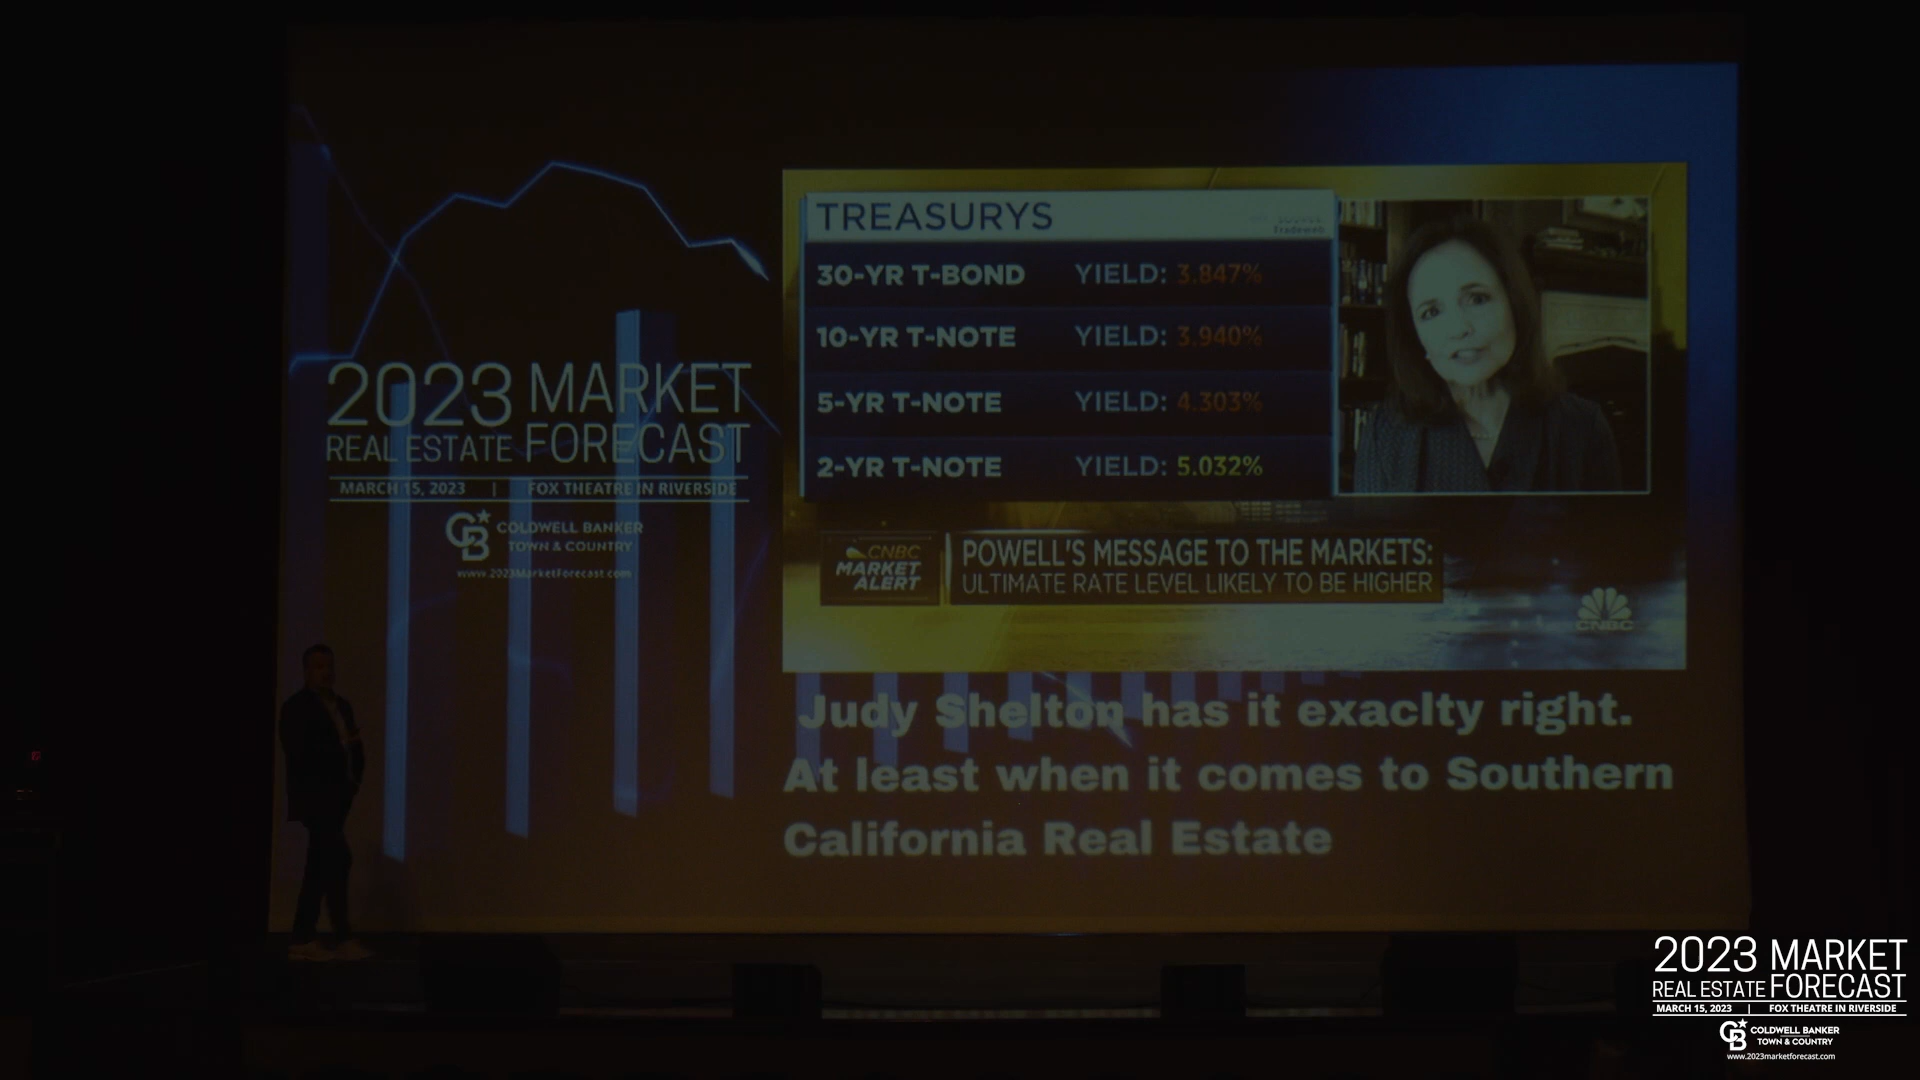 2023 MARKET
REAL ESTATE FORECAST
MARCH 15, 2023 | FOX THEATRE IN RIVERSIDE
CB COLDWELL BANKER
TOWN & COUNTRY
www.2023MarketForecast.com
TREASURYS
Tradeweb
30-YR T-BOND YIELD: 3.847%
10-YR T-NOTE YIELD: 3.940%
5-YR T-NOTE YIELD: 4.303%
2-YR T-NOTE YIELD: 5.032%
CNBC
MARKET
ALERT
POWELL'S MESSAGE TO THE MARKETS:
ULTIMATE RATE LEVEL LIKELY TO BE HIGHER
CNBC
Judy Shelton has it exaclty right.
At least when it comes to Southern
California Real Estate
2023 MARKET
REAL ESTATE FORECAST
MARCH 15, 2023 | FOX THEATRE IN RIVERSIDE
CB COLDWELL BANKER
TOWN & COUNTRY
www.2023marketforecast.com